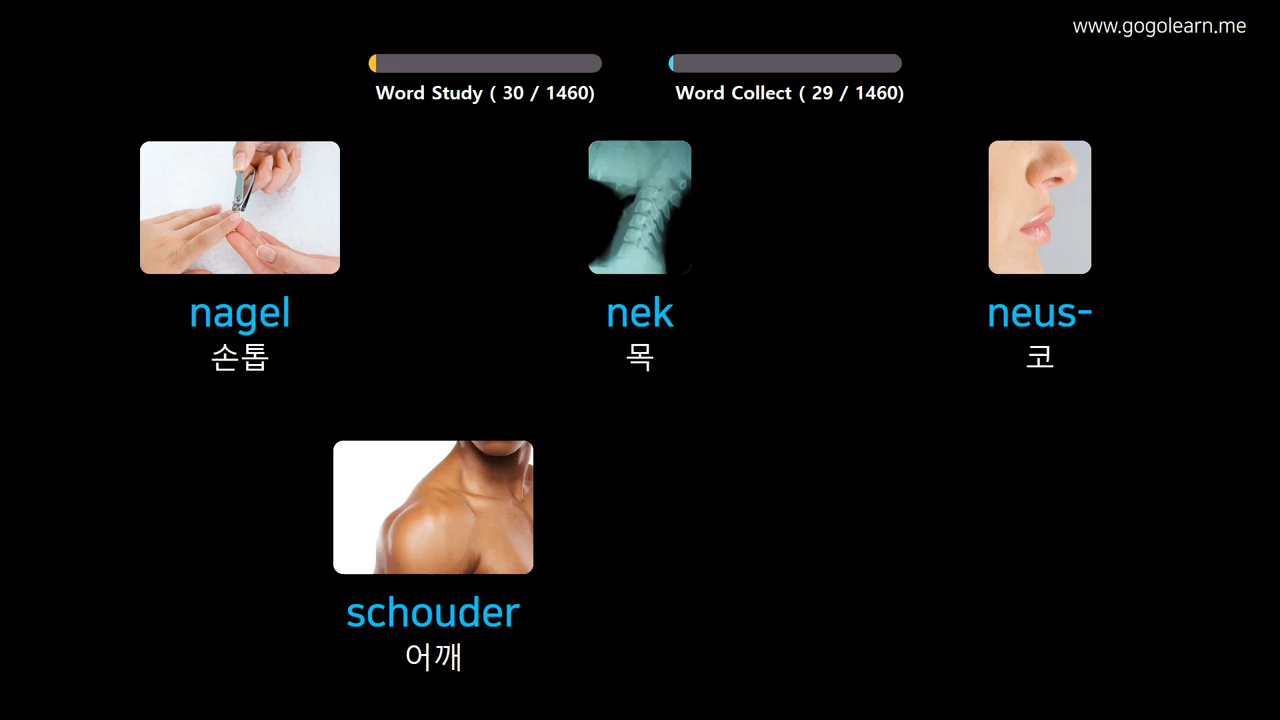 www.gogolearn.me
Word Study ( 30 / 1460)
Word Collect ( 29 / 1460)
nagel
손톱
nek
목
neus-
코
schouder
어깨